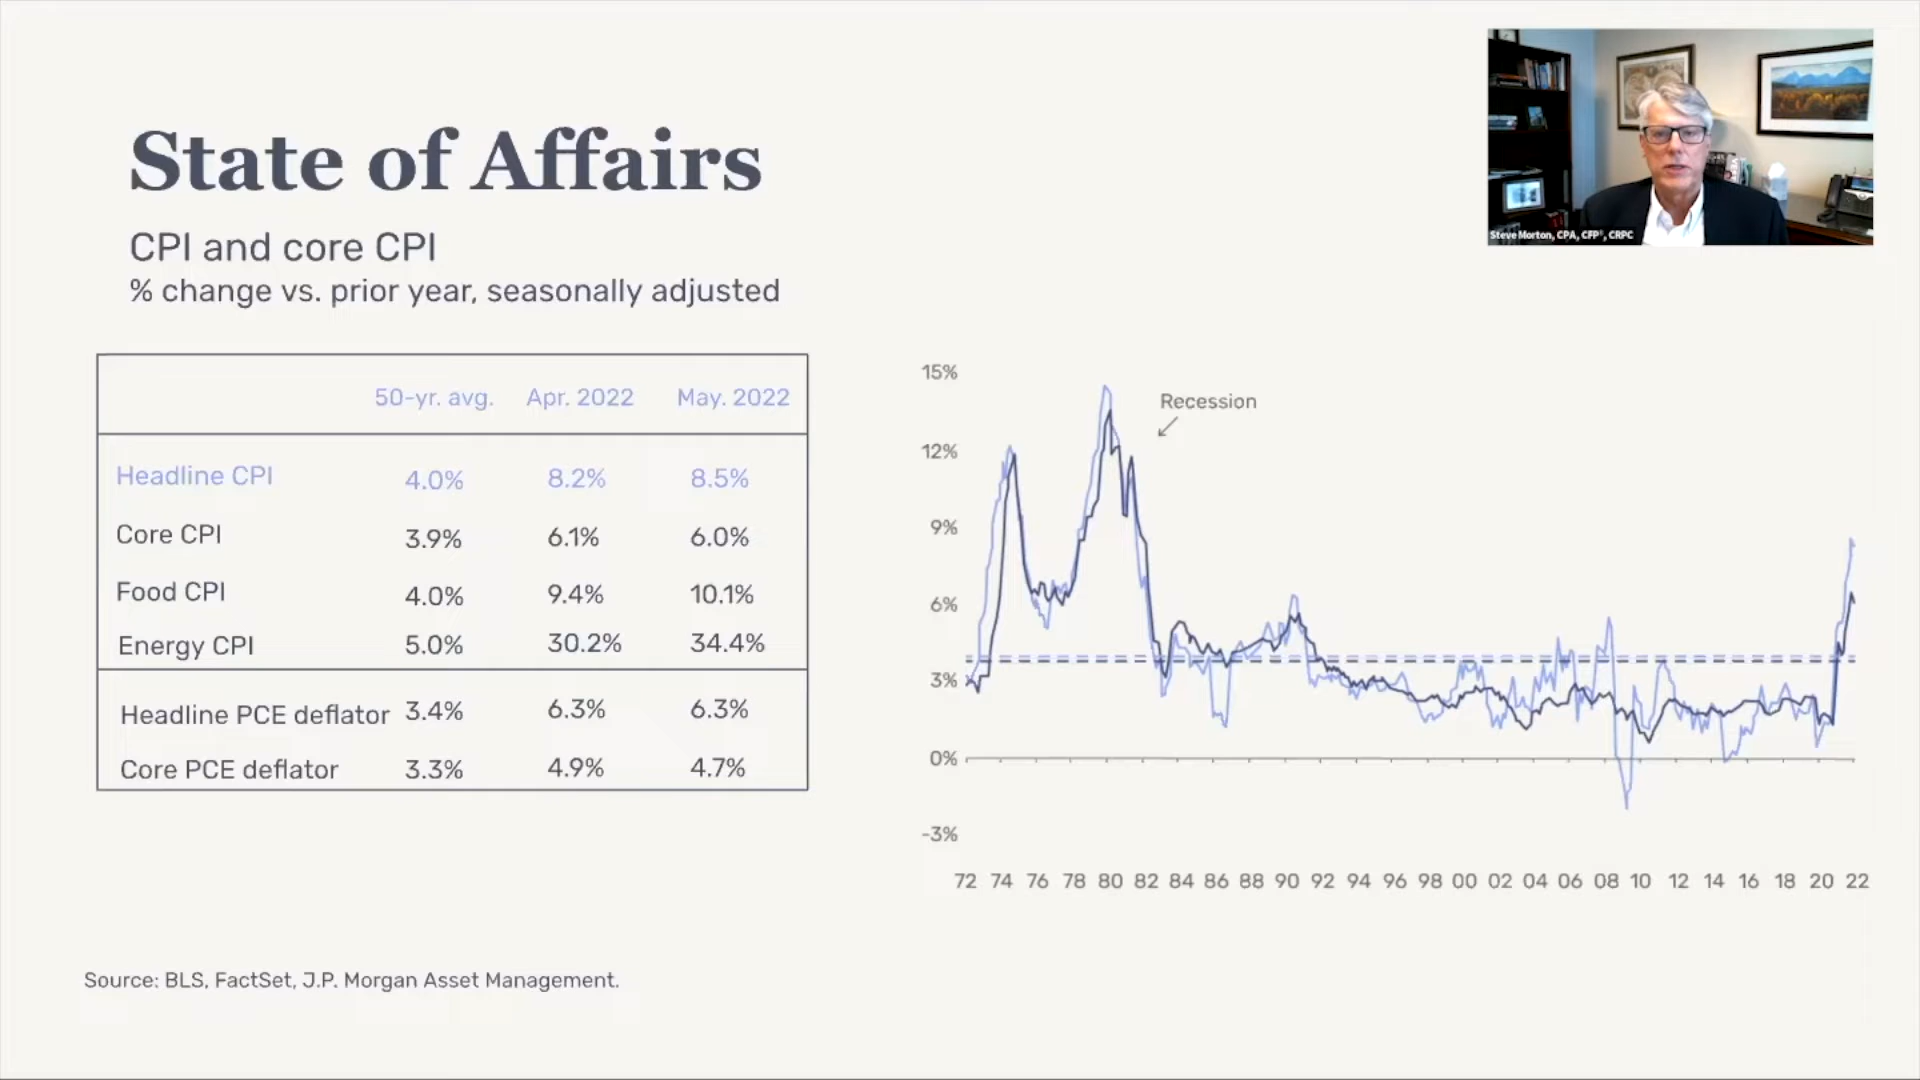 State of Affairs
CPI and core CPI
% change vs. prior year, seasonally adjusted
Steve Morton, CPA, CFP®, CRPC
50-yr. avg. Apr. 2022 May. 2022
Headline CPI 4.0% 8.2% 8.5%
Core CPI 3.9% 6.1% 6.0%
Food CPI 4.0% 9.4% 10.1%
Energy CPI 5.0% 30.2% 34.4%
Headline PCE deflator 3.4% 6.3% 6.3%
Core PCE deflator 3.3% 4.9% 4.7%
15%
Recession
12%
9%
6%
3%
0%
-3%
72 74 76 78 80 82 84 86 88 90 92 94 96 98 00 02 04 06 08 10 12 14 16 18 20 22
Source: BLS, FactSet, J.P. Morgan Asset Management.